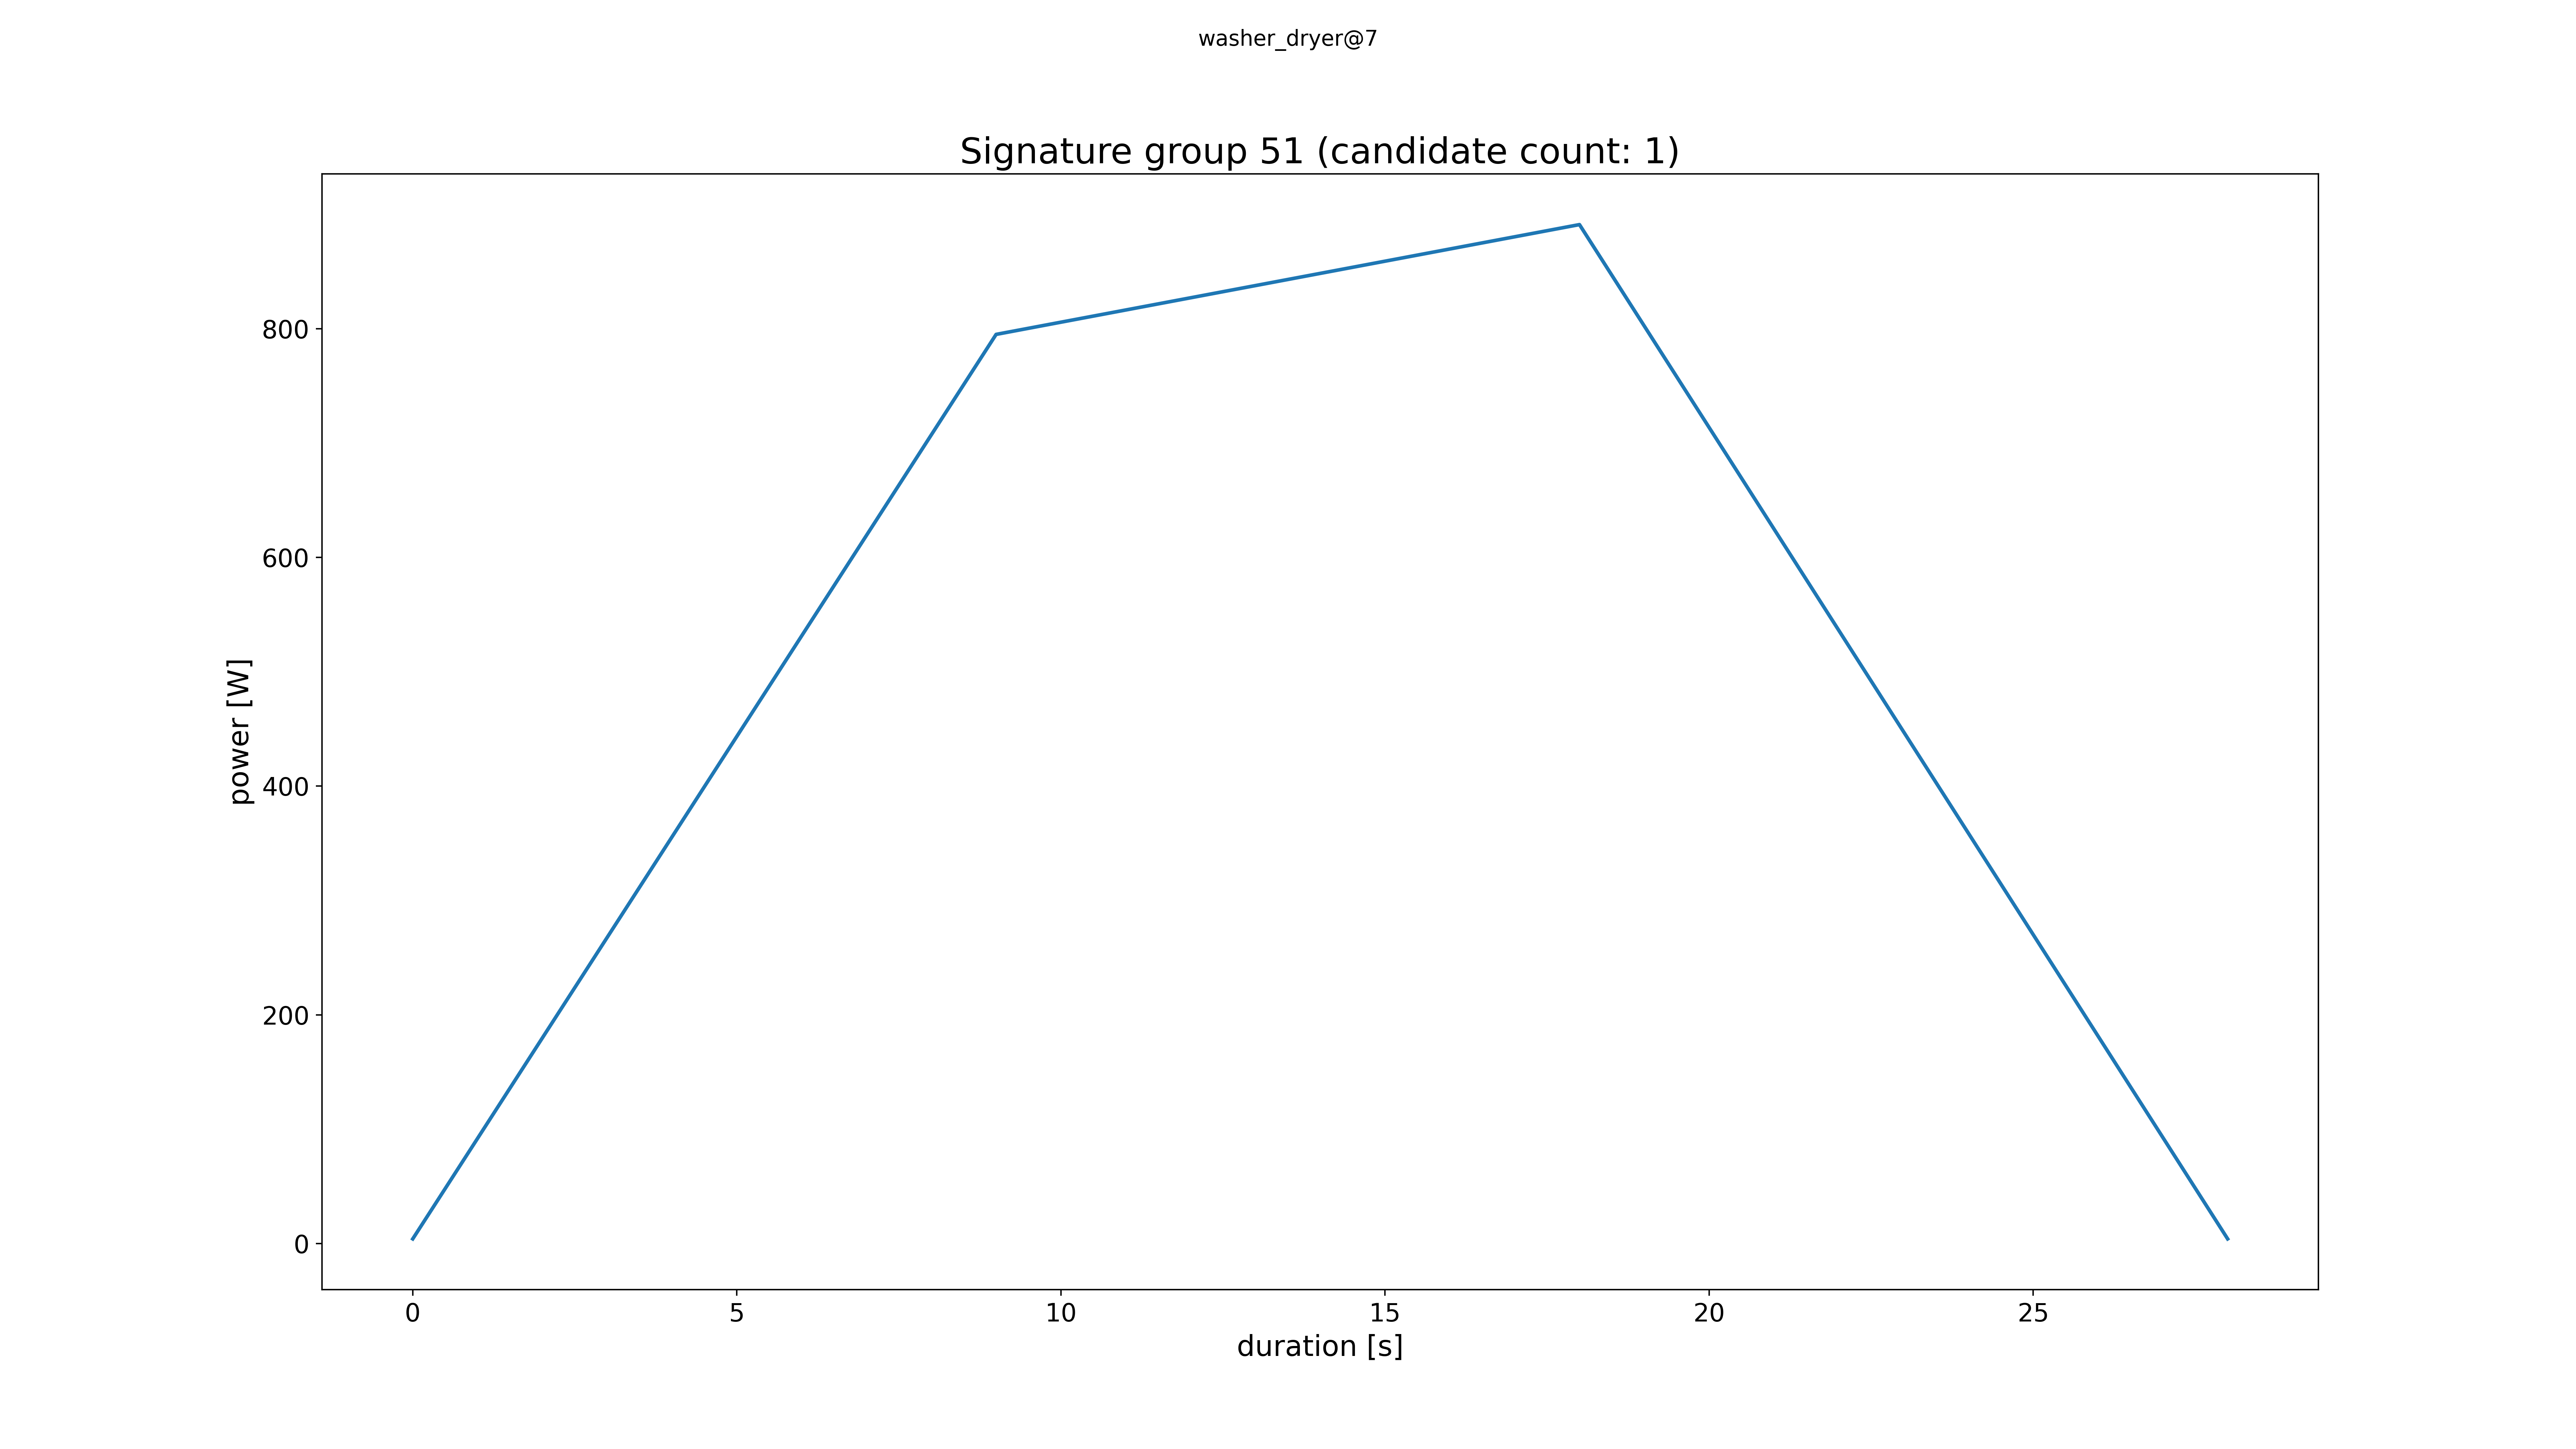 washer_dryer@7
Signature group 51 (candidate count: 1)
power [W]
800
600
400
200
0
0 5 10 15 20 25
duration [s]